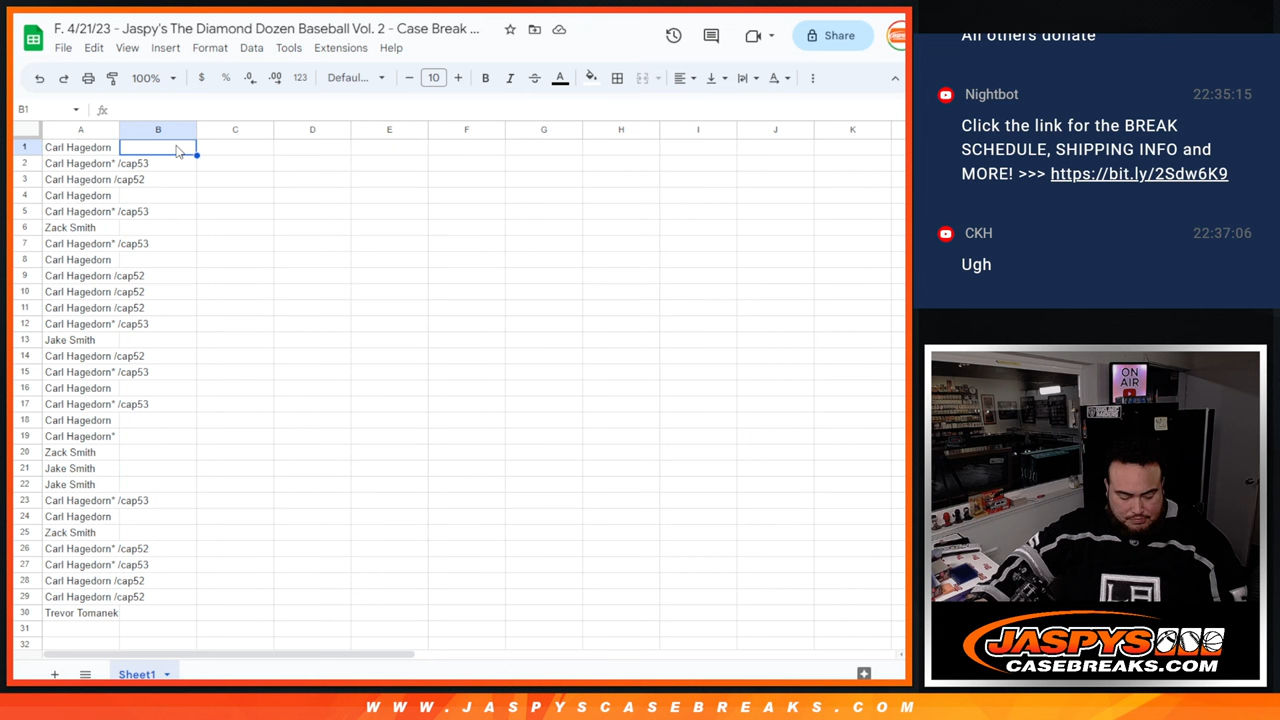 F. 4/21/23 - Jaspy's The Diamond Dozen Baseball Vol. 2 - Case Break ...
File Edit View Insert Format Data Tools Extensions Help
Share
100% $ % .0 .00 123 Defaul... 10 B I A
B1 fx
A B C D E F G H I J K
1 Carl Hagedorn
2 Carl Hagedorn* /cap53
3 Carl Hagedorn /cap52
4 Carl Hagedorn
5 Carl Hagedorn* /cap53
6 Zack Smith
7 Carl Hagedorn* /cap53
8 Carl Hagedorn
9 Carl Hagedorn /cap52
10 Carl Hagedorn /cap52
11 Carl Hagedorn /cap52
12 Carl Hagedorn* /cap53
13 Jake Smith
14 Carl Hagedorn /cap52
15 Carl Hagedorn* /cap53
16 Carl Hagedorn
17 Carl Hagedorn* /cap53
18 Carl Hagedorn
19 Carl Hagedorn*
20 Zack Smith
21 Jake Smith
22 Jake Smith
23 Carl Hagedorn* /cap53
24 Carl Hagedorn
25 Zack Smith
26 Carl Hagedorn* /cap52
27 Carl Hagedorn* /cap53
28 Carl Hagedorn /cap52
29 Carl Hagedorn /cap52
30 Trevor Tomanek
31
32
Sheet1
All others donate
Nightbot 22:35:15
Click the link for the BREAK
SCHEDULE, SHIPPING INFO and
MORE! >>> https://bit.ly/2Sdw6K9
CKH 22:37:06
Ugh
ON
AIR
LA
JASPYS
CASEBREAKS.COM
WWW.JASPYSCASEBREAKS.COM